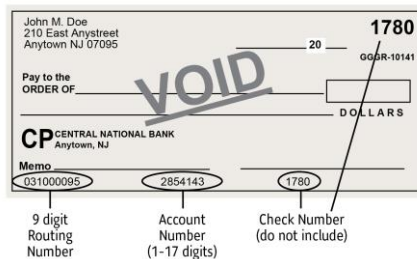 John M. Doe
210 East Anystreet
Anytown NJ 07095
1780
20
GGGR-10141
Pay to the
ORDER OF
VOID
DOLLARS
CP CENTRAL NATIONAL BANK
Anytown, NJ
Memo
031000095 2854143 1780
9 digit
Routing
Number
Account
Number
(1-17 digits)
Check Number
(do not include)